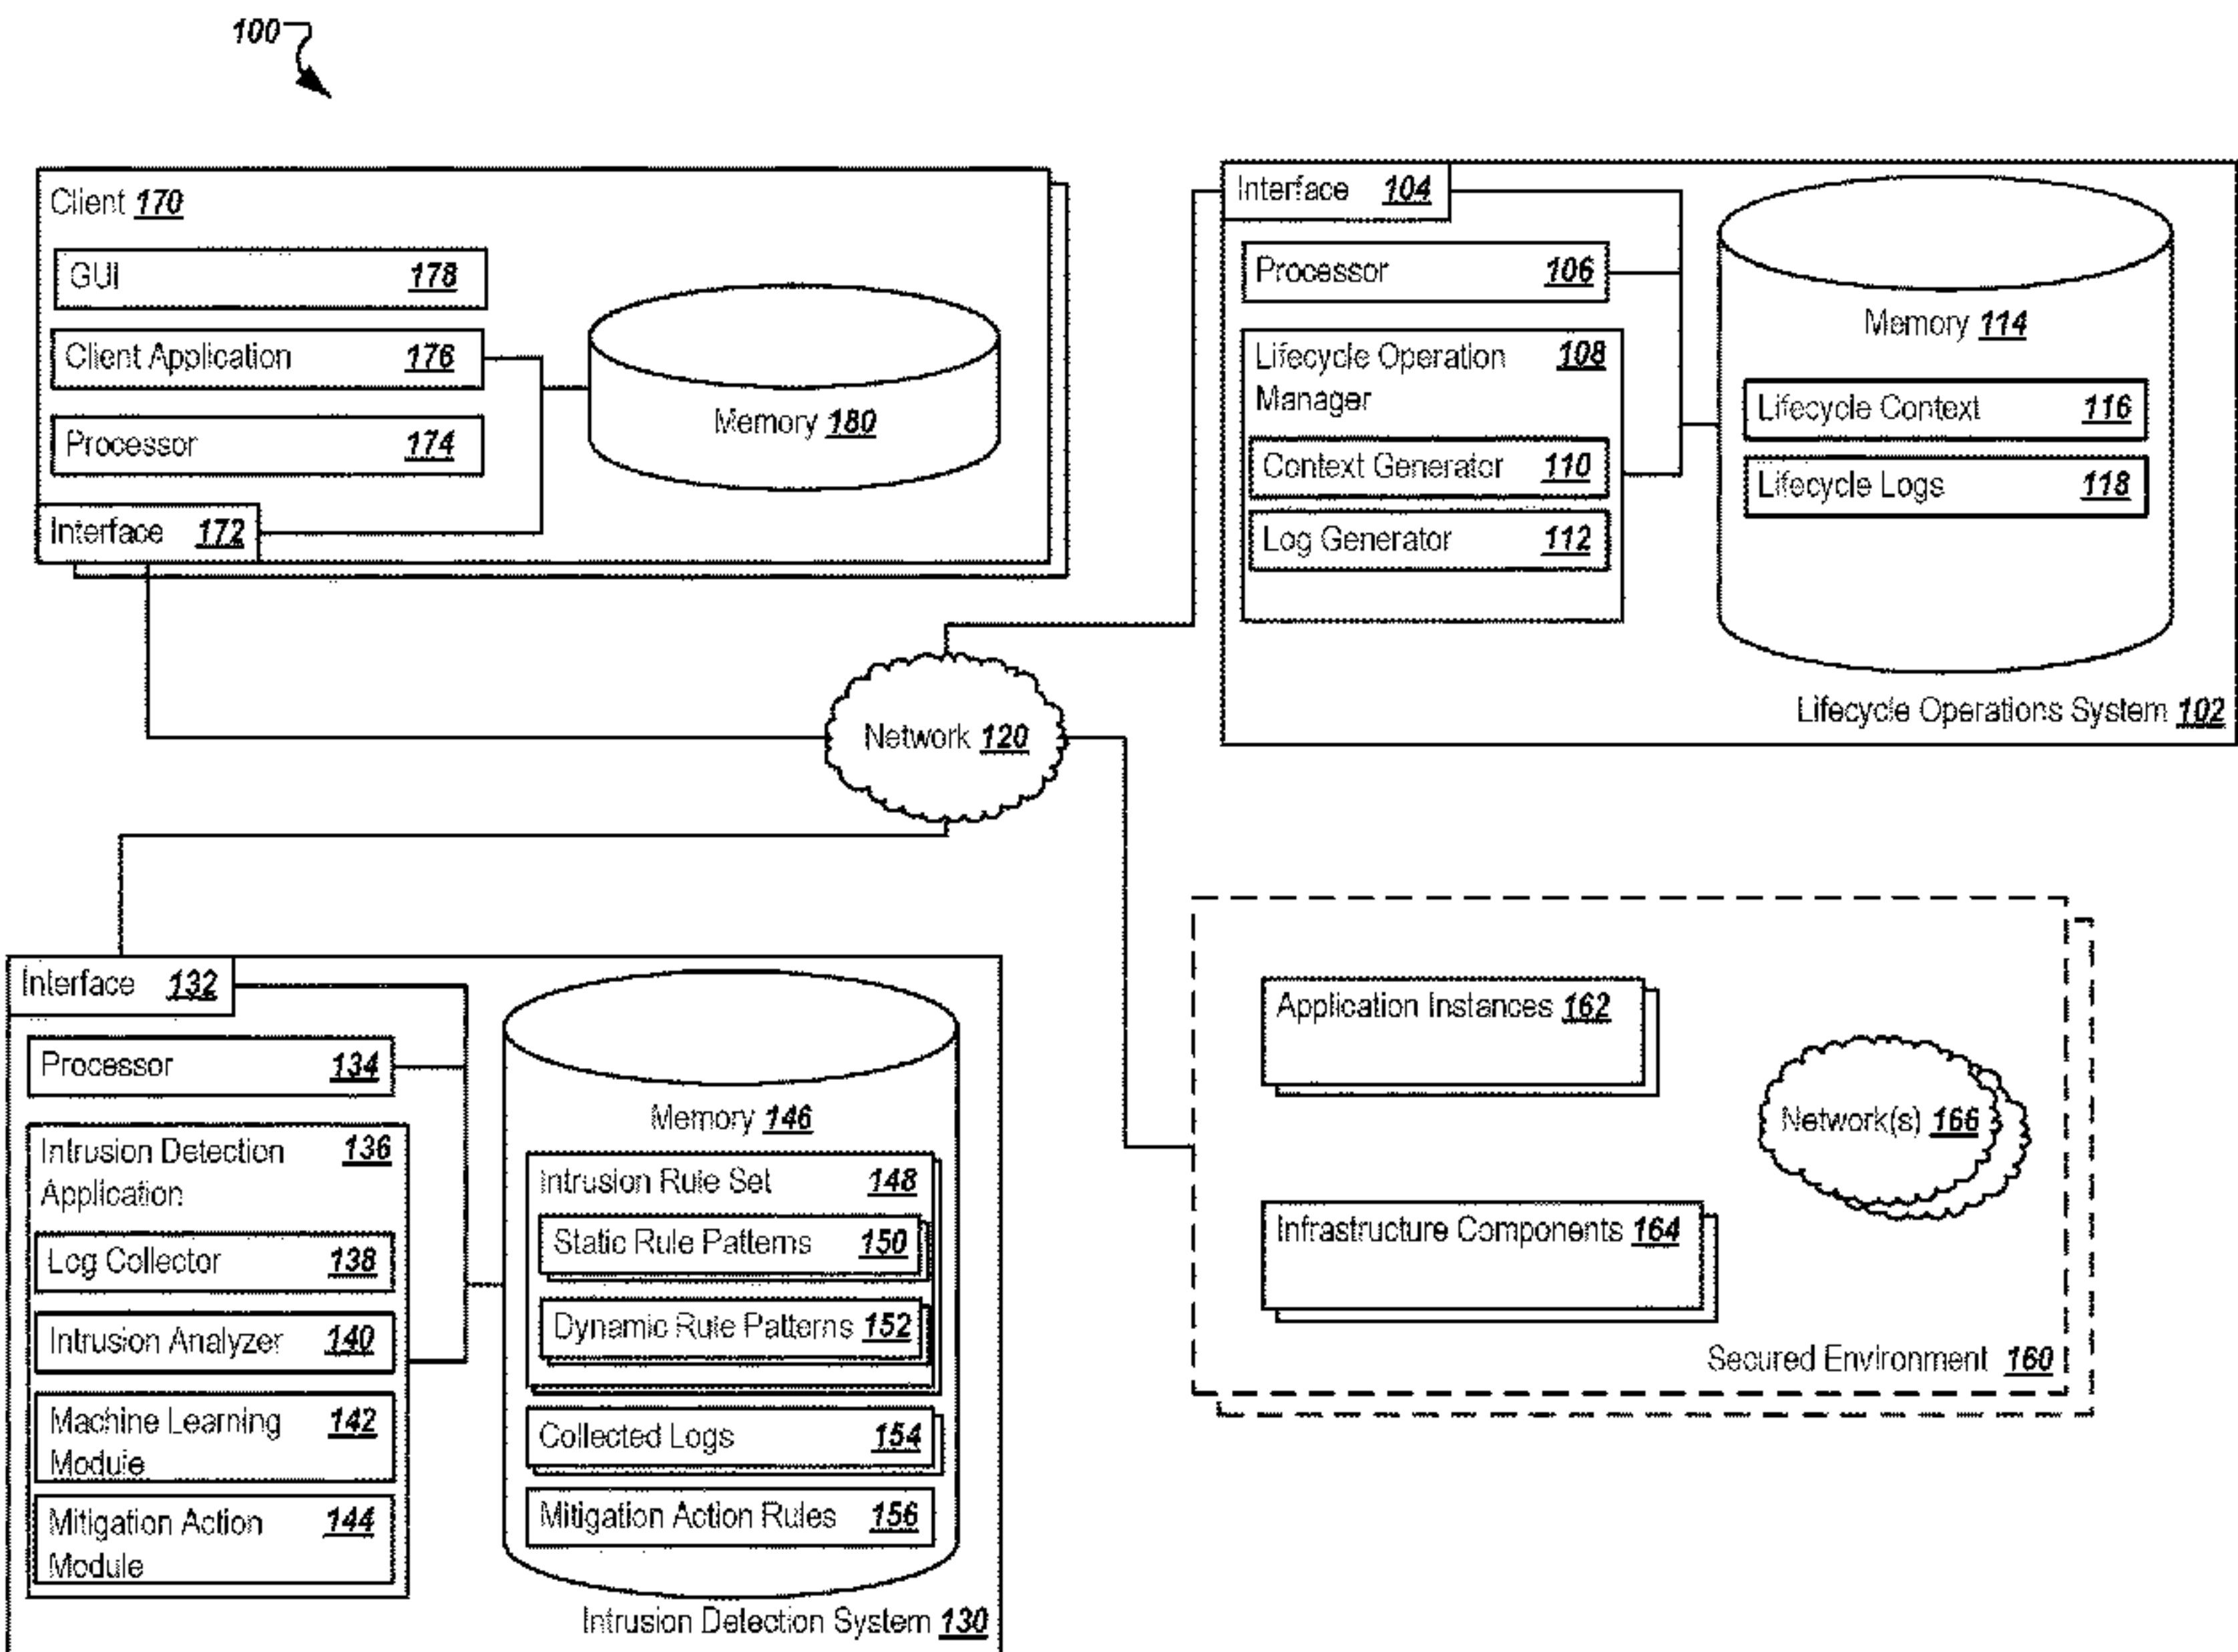 100
Client 170
GUI 178
Client Application 176
Processor 174
Interface 172
Memory 180
Interface 104
Processor 106
Lifecycle Operation 108
Manager
Context Generator 110
Log Generator 112
Memory 114
Lifecycle Context 116
Lifecycle Logs 118
Lifecycle Operations System 102
Network 120
Interface 132
Processor 134
Intrusion Detection 136
Application
Log Collector 138
Intrusion Analyzer 140
Machine Learning 142
Module
Mitigation Action 144
Module
Memory 146
Intrusion Rule Set 148
Static Rule Patterns 150
Dynamic Rule Patterns 152
Collected Logs 154
Mitigation Action Rules 156
Intrusion Detection System 130
Application Instances 162
Network(s) 166
Infrastructure Components 164
Secured Environment 160